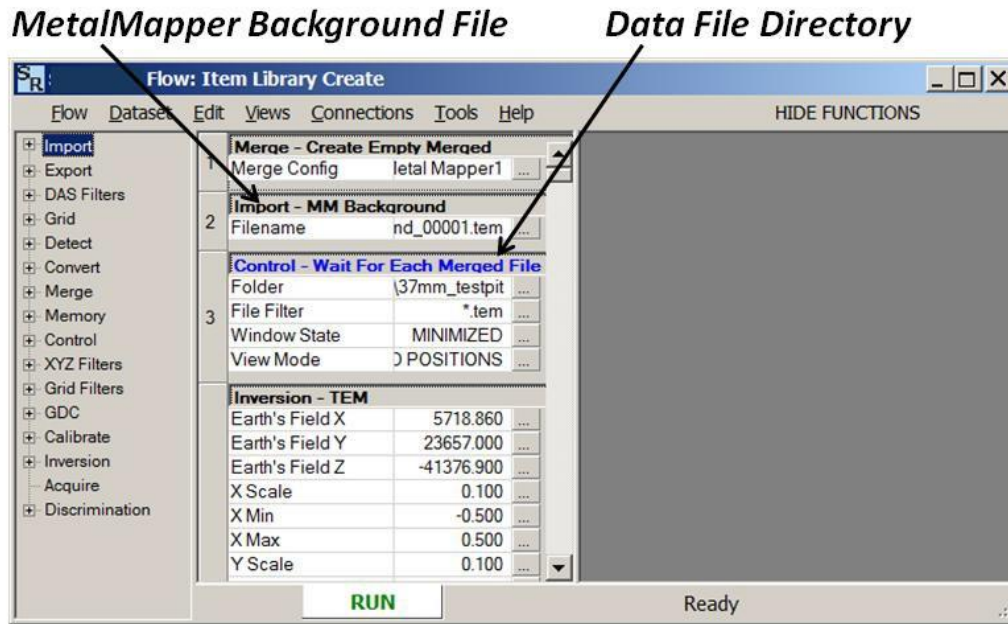 MetalMapper Background File
Data File Directory
SR Flow: Item Library Create
Flow Dataset Edit Views Connections Tools Help HIDE FUNCTIONS
Import
Export
DAS Filters
Grid
Detect
Convert
Merge
Memory
Control
XYZ Filters
Grid Filters
GDC
Calibrate
Inversion
Acquire
Discrimination
1
Merge - Create Empty Merged
Merge Config letal Mapper1 ...
2
Import - MM Background
Filename nd_00001.tem ...
3
Control - Wait For Each Merged File
Folder \37mm_testpit ...
File Filter *.tem ...
Window State MINIMIZED ...
View Mode O POSITIONS ...
Inversion - TEM
Earth's Field X 5718.860 ...
Earth's Field Y 23657.000 ...
Earth's Field Z -41376.900 ...
X Scale 0.100 ...
X Min -0.500 ...
X Max 0.500 ...
Y Scale 0.100 ...
RUN
Ready